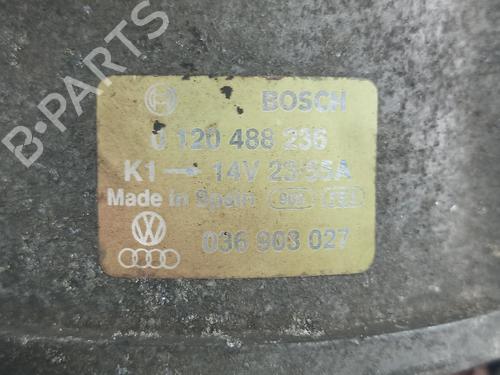 B-PARTS
BOSCH
0 120 488 236
K1→ 14V 23/55A
Made in Spain
036 903 027